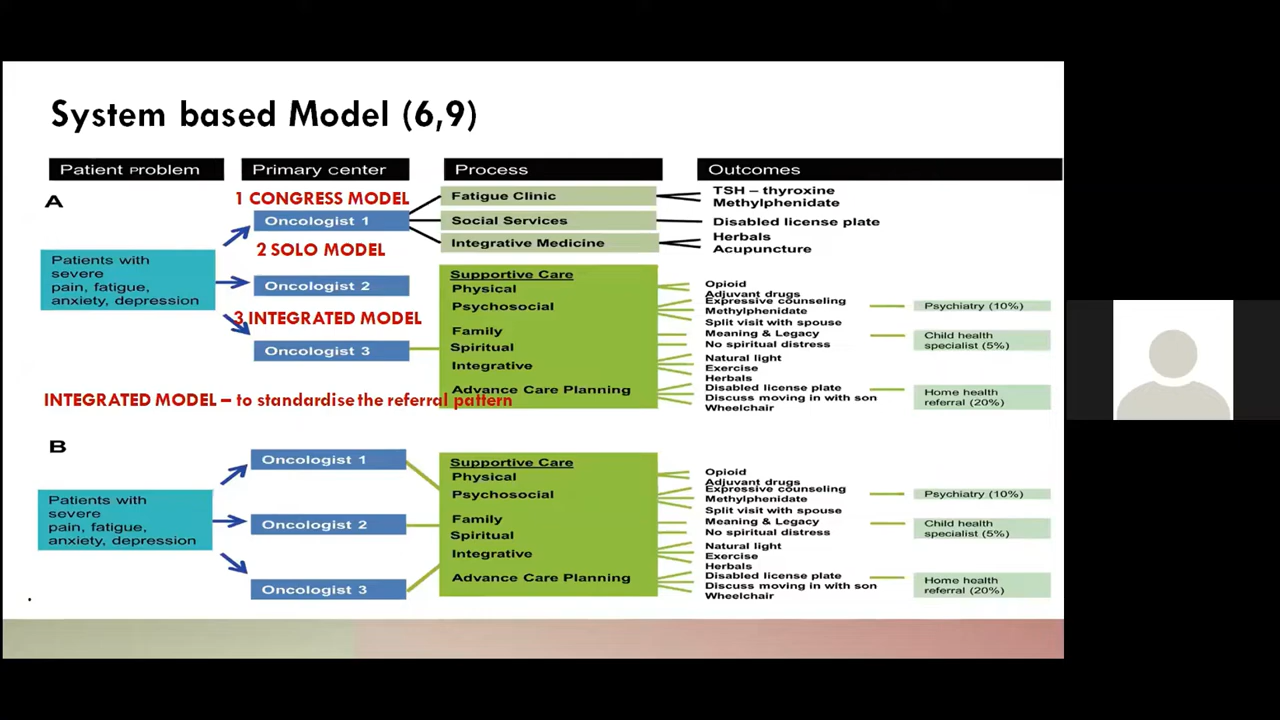 System based Model (6,9)
Patient problem
Primary center
Process
Outcomes
A
Patients with
severe
pain, fatigue,
anxiety, depression
1 CONGRESS MODEL
Oncologist 1
2 SOLO MODEL
Oncologist 2
3 INTEGRATED MODEL
Oncologist 3
Fatigue Clinic
Social Services
Integrative Medicine
TSH – thyroxine
Methylphenidate
Disabled license plate
Herbals
Acupuncture
Supportive Care
Physical
Psychosocial
Family
Spiritual
Integrative
Advance Care Planning
Opioid
Adjuvant drugs
Expressive counseling
Methylphenidate
Split visit with spouse
Meaning & Legacy
No spiritual distress
Natural light
Exercise
Herbals
Disabled license plate
Discuss moving in with son
Wheelchair
Psychiatry (10%)
Child health
specialist (5%)
Home health
referral (20%)
INTEGRATED MODEL – to standardise the referral pattern
B
Patients with
severe
pain, fatigue,
anxiety, depression
Oncologist 1
Oncologist 2
Oncologist 3
Supportive Care
Physical
Psychosocial
Family
Spiritual
Integrative
Advance Care Planning
Opioid
Adjuvant drugs
Expressive counseling
Methylphenidate
Split visit with spouse
Meaning & Legacy
No spiritual distress
Natural light
Exercise
Herbals
Disabled license plate
Discuss moving in with son
Wheelchair
Psychiatry (10%)
Child health
specialist (5%)
Home health
referral (20%)
.